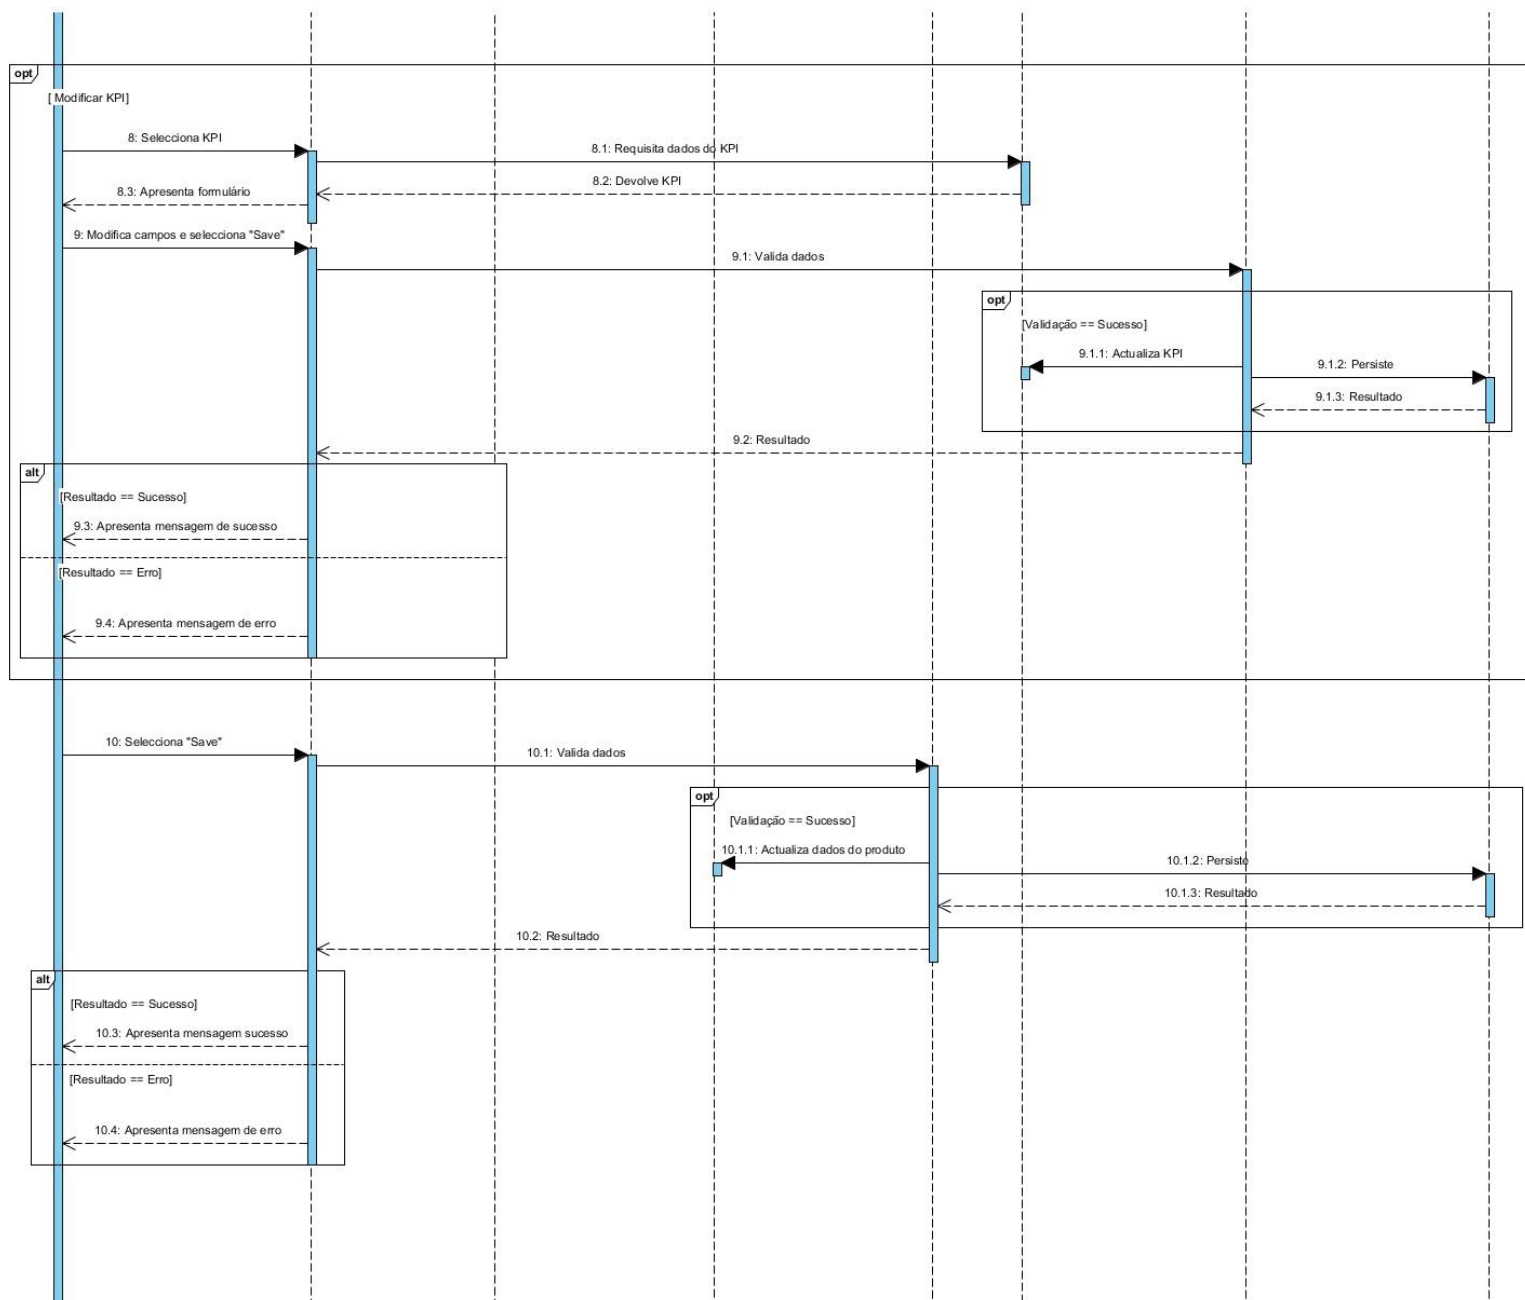 opt
[ Modificar KPI]
8: Selecciona KPI
8.1: Requisita dados do KPI
8.2: Devolve KPI
8.3: Apresenta formulário
9: Modifica campos e selecciona "Save"
9.1: Valida dados
opt
[Validação == Sucesso]
9.1.1: Actualiza KPI
9.1.2: Persiste
9.1.3: Resultado
9.2: Resultado
alt
[Resultado == Sucesso]
9.3: Apresenta mensagem de sucesso
[Resultado == Erro]
9.4: Apresenta mensagem de erro
10: Selecciona "Save"
10.1: Valida dados
opt
[Validação == Sucesso]
10.1.1: Actualiza dados do produto
10.1.2: Persiste
10.1.3: Resultado
10.2: Resultado
alt
[Resultado == Sucesso]
10.3: Apresenta mensagem sucesso
[Resultado == Erro]
10.4: Apresenta mensagem de erro